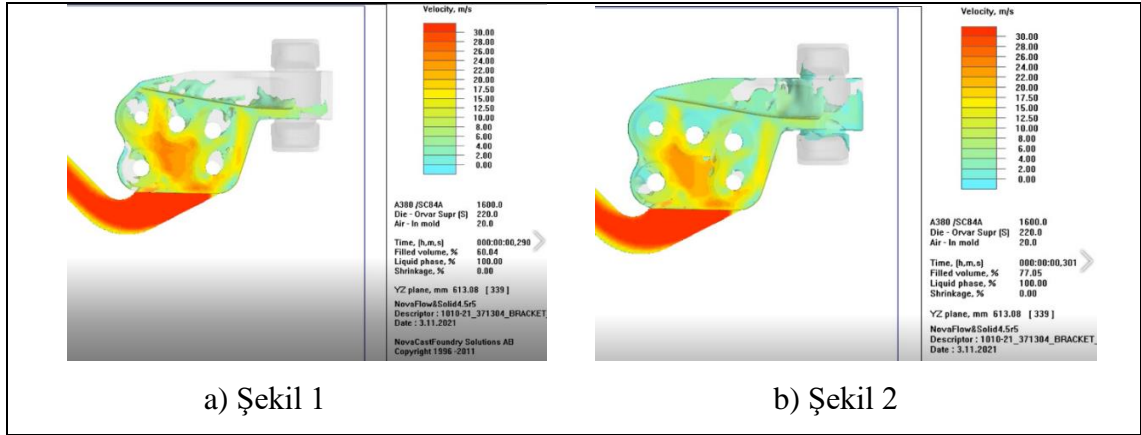 Velocity, m/s
30.00
28.00
26.00
24.00
22.00
20.00
17.50
15.00
12.50
10.00
8.00
6.00
4.00
2.00
0.00
A380 /SC84A 1600.0
Die - Orvar Supr (S) 220.0
Air - In mold 20.0
Time, (h,m,s) 000:00:00,290
Filled volume, % 60.04
Liquid phase, % 100.00
Shrinkage, % 0.00
YZ plane, mm 613.08 [ 339 ]
NovaFlow&Solid4.5r5
Descriptor : 1010-21_371304_BRACKET_
Date : 3.11.2021
NovaCastFoundry Solutions AB
Copyright 1996 -2011
a) Şekil 1
Velocity, m/s
30.00
28.00
26.00
24.00
22.00
20.00
17.50
15.00
12.50
10.00
8.00
6.00
4.00
2.00
0.00
A380 /SC84A 1600.0
Die - Orvar Supr (S) 220.0
Air - In mold 20.0
Time, (h,m,s) 000:00:00,301
Filled volume, % 77.05
Liquid phase, % 100.00
Shrinkage, % 0.00
YZ plane, mm 613.08 [ 339 ]
NovaFlow&Solid4.5r5
Descriptor : 1010-21_371304_BRACKET_
Date : 3.11.2021
b) Şekil 2